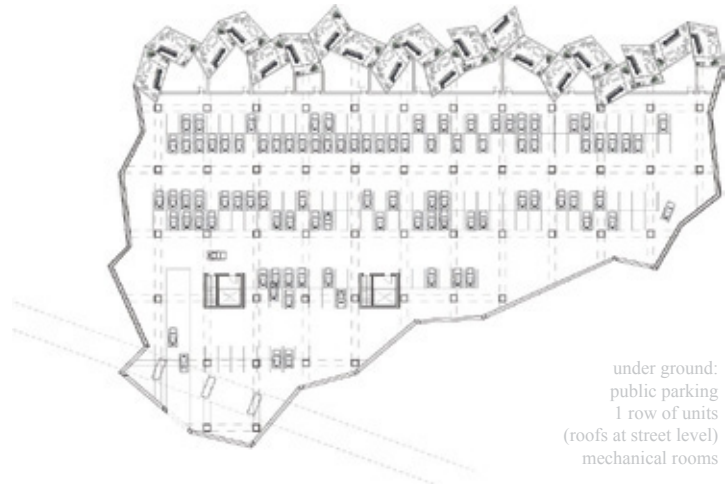 under ground:
public parking
1 row of units
(roofs at street level)
mechanical rooms